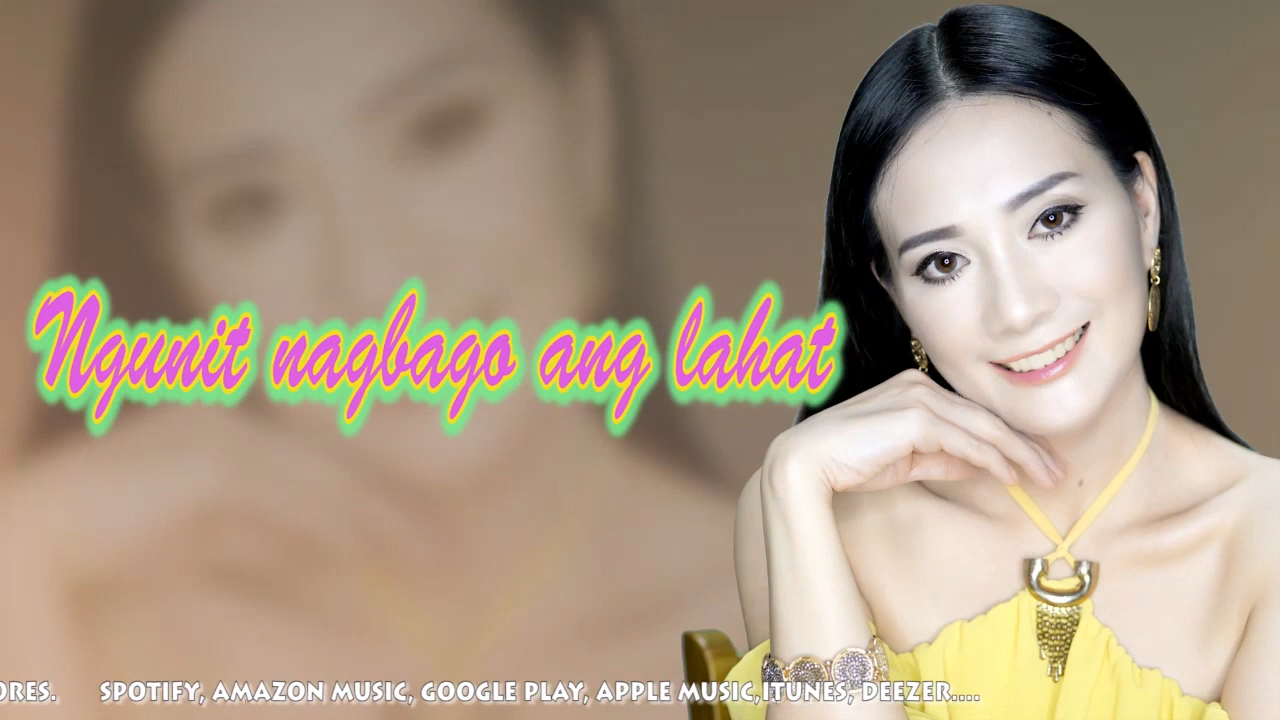 Ngunit nagbago ang lahat
ORES. SPOTIFY, AMAZON MUSIC, GOOGLE PLAY, APPLE MUSIC,ITUNES, DEEZER....